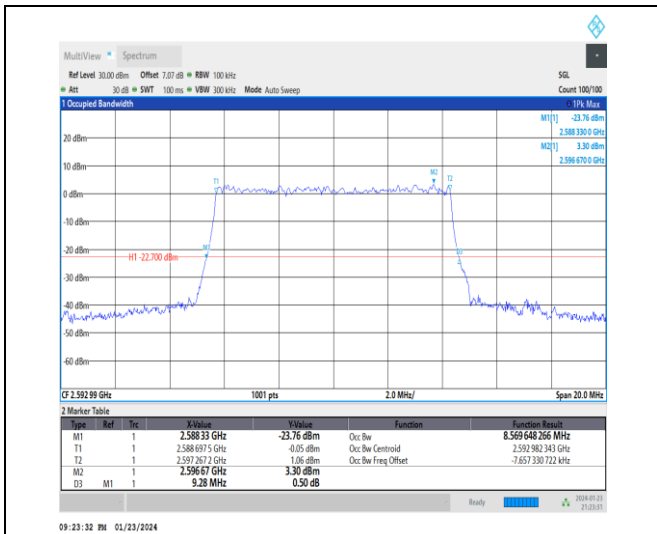 MultiView Spectrum
Ref Level 30.00 dBm Offset 7.07 dB RBW 100 kHz SGL
Att 30 dB SWT 100 ms VBW 300 kHz Mode Auto Sweep Count 100/100
1 Occupied Bandwidth 1Pk Max
M1[1] -23.76 dBm
2.588 330 0 GHz
M2[1] 3.30 dBm
2.596 670 0 GHz
20 dBm
10 dBm
T1 M2 T2
0 dBm
-10 dBm
-20 dBm
M1 D3
H1 -22.700 dBm
-40 dBm
-50 dBm
-60 dBm
CF 2.592 99 GHz 1001 pts 2.0 MHz/ Span 20.0 MHz
2 Marker Table
Type Ref Trc X-Value Y-Value Function Function Result
M1 1 2.588 33 GHz -23.76 dBm Occ Bw 8.569 648 266 MHz
T1 1 2.588 697 5 GHz -0.05 dBm Occ Bw Centroid 2.592 982 343 GHz
T2 1 2.597 267 2 GHz 1.06 dBm Occ Bw Freq Offset -7.657 330 722 kHz
M2 1 2.596 67 GHz 3.30 dBm
D3 M1 1 9.28 MHz 0.50 dB
Ready 2024-01-23
21:23:31
09:23:32 PM 01/23/2024